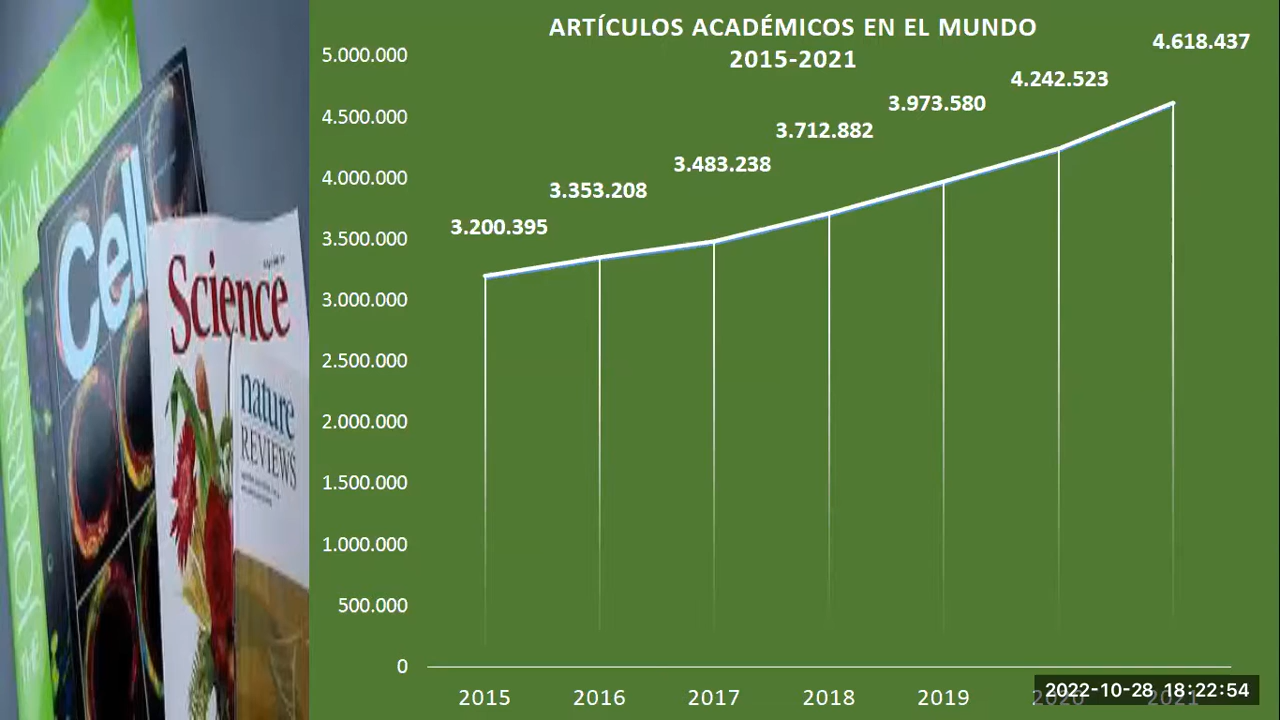 ARTÍCULOS ACADÉMICOS EN EL MUNDO
2015-2021
5.000.000
4.500.000
4.000.000
3.500.000
3.000.000
2.500.000
2.000.000
1.500.000
1.000.000
500.000
0
3.200.395
3.353.208
3.483.238
3.712.882
3.973.580
4.242.523
4.618.437
2015 2016 2017 2018 2019 2020 2021
2022-10-28 18:22:54
Cell
Science
nature
REVIEWS
JOURNAL